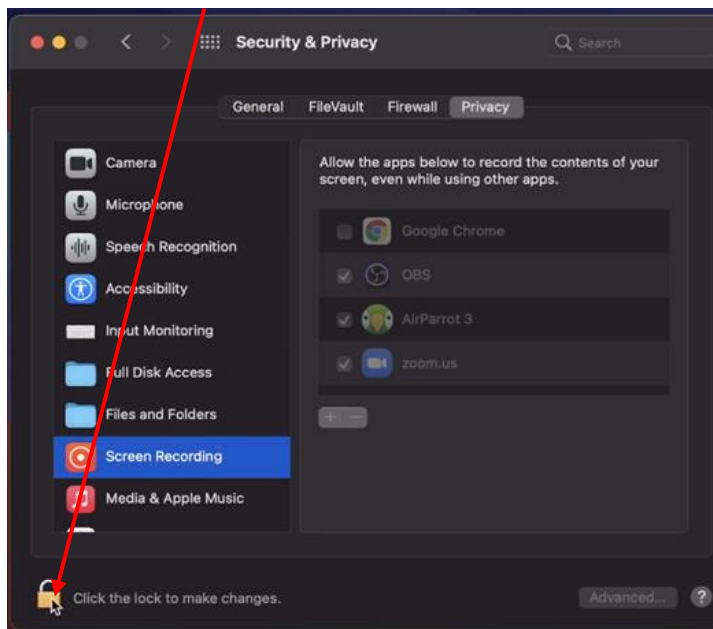 Security & Privacy
Search
General FileVault Firewall Privacy
Camera
Microphone
Speech Recognition
Accessibility
Input Monitoring
Full Disk Access
Files and Folders
Screen Recording
Media & Apple Music
Allow the apps below to record the contents of your
screen, even while using other apps.
Google Chrome
OBS
AirParrot 3
zoom.us
+ −
Click the lock to make changes.
Advanced...
?